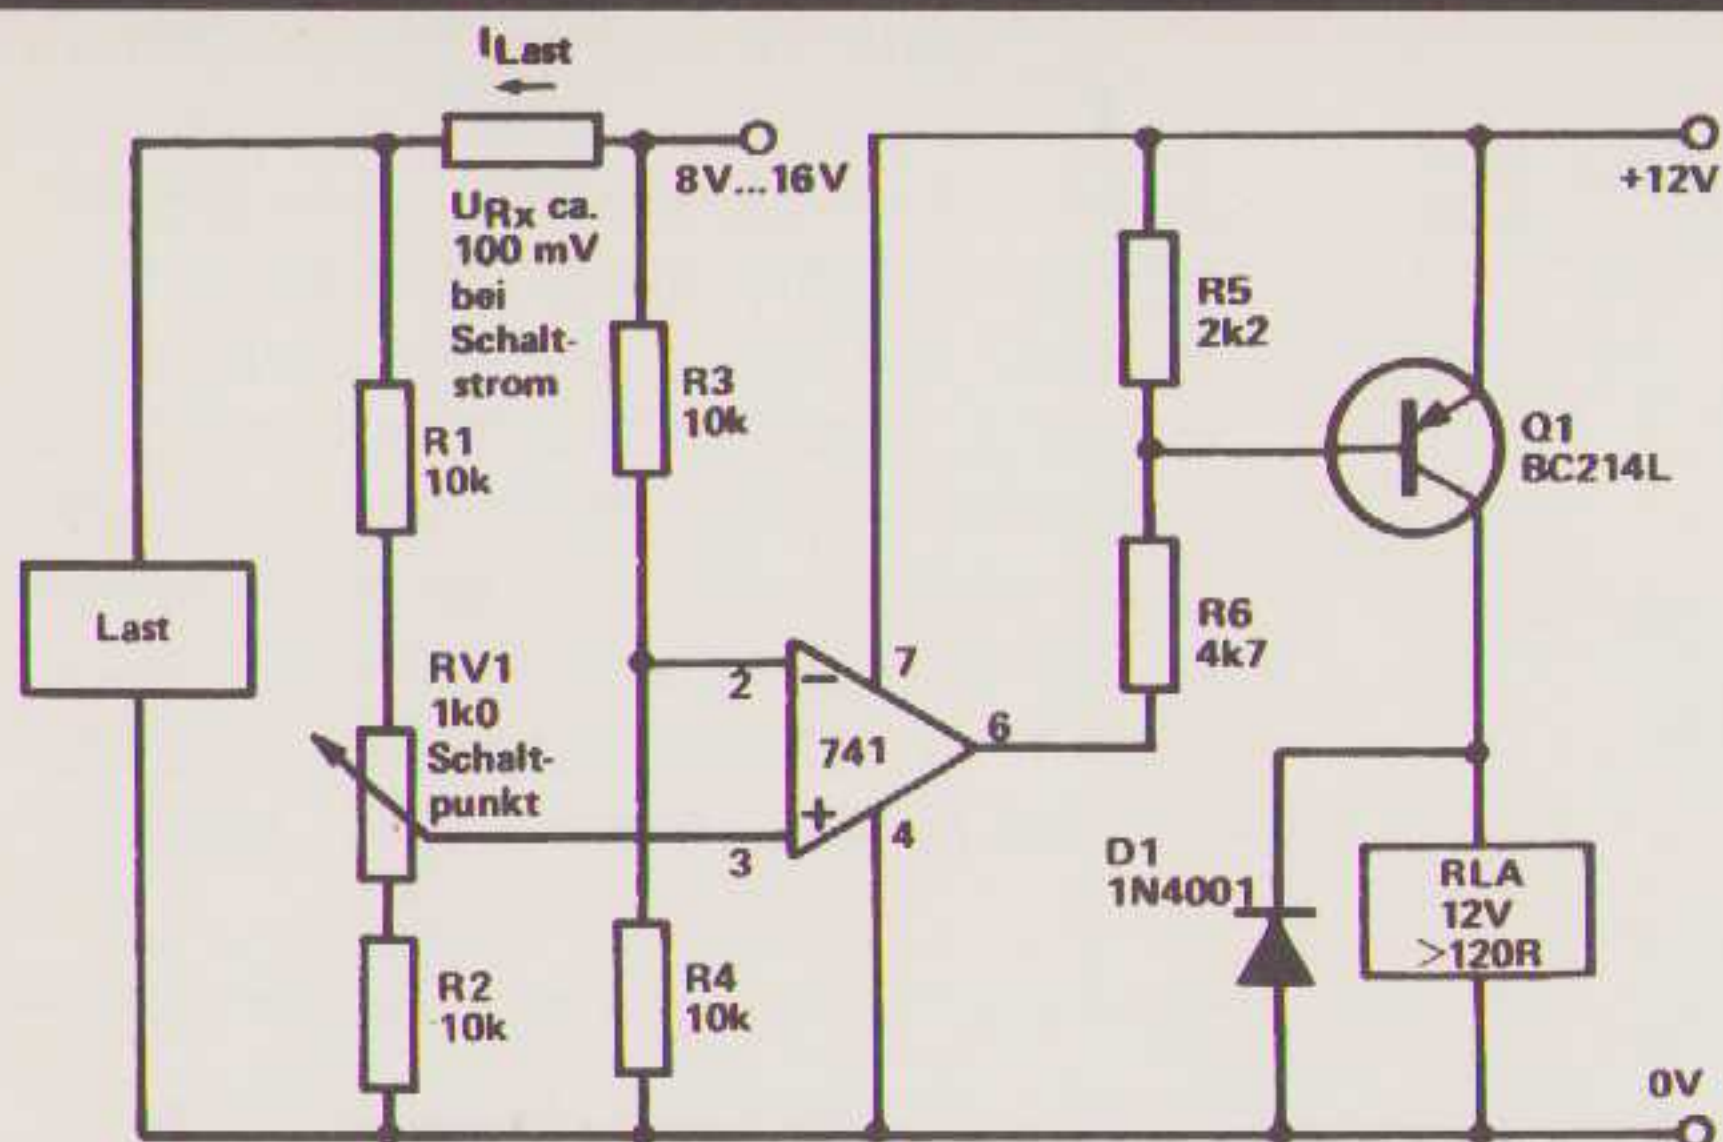 ILast
8V...16V
+12V
URx ca.
100 mV
bei
Schalt-
strom
R1
10k
R3
10k
R5
2k2
Q1
BC214L
Last
RV1
1k0
Schalt-
punkt
R6
4k7
2
−
7
741
6
+
3
4
D1
1N4001
RLA
12V
>120R
R2
10k
R4
10k
0V